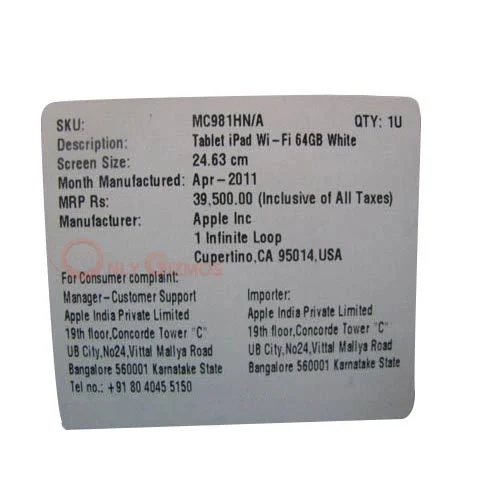 SKU: MC981HN/A QTY: 1U
Description: Tablet iPad Wi-Fi 64GB White
Screen Size: 24.63 cm
Month Manufactured: Apr-2011
MRP Rs: 39,500.00 (Inclusive of All Taxes)
Manufacturer: Apple Inc
1 Infinite Loop
Cupertino,CA 95014,USA
ONLY GIZMOS
For Consumer complaint:
Manager-Customer Support
Apple India Private Limited
19th floor,Concorde Tower "C"
UB City,No24,Vittal Mallya Road
Bangalore 560001 Karnataka State
Tel no.: +91 80 4045 5150
Importer:
Apple India Private Limited
19th floor,Concorde Tower "C"
UB City,No24,Vittal Mallya Road
Bangalore 560001 Karnatake State